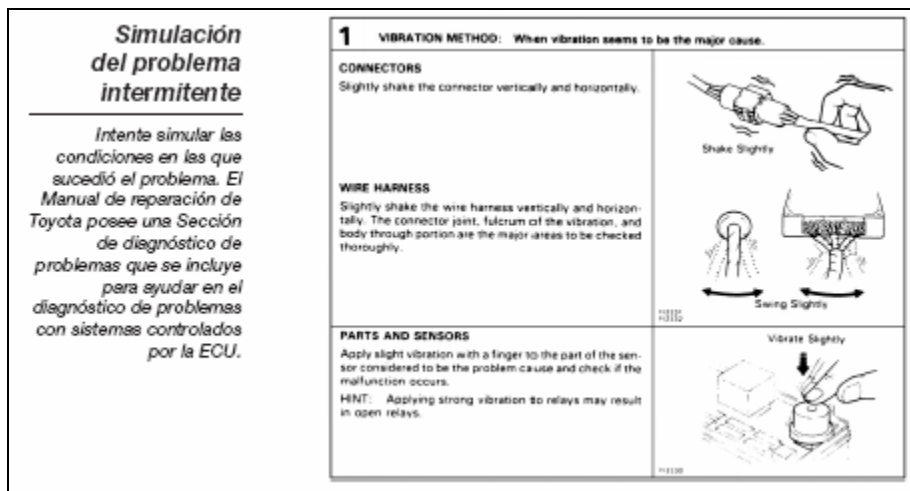 Simulación
del problema
intermitente
Intente simular las
condiciones en las que
sucedió el problema. El
Manual de reparación de
Toyota posee una Sección
de diagnóstico de
problemas que se incluye
para ayudar en el
diagnóstico de problemas
con sistemas controlados
por la ECU.
1 VIBRATION METHOD: When vibration seems to be the major cause.
CONNECTORS
Slightly shake the connector vertically and horizontally.
Shake Slightly
WIRE HARNESS
Slightly shake the wire harness vertically and horizon-
tally. The connector joint, fulcrum of the vibration, and
body through portion are the major areas to be checked
thoroughly.
Swing Slightly
PARTS AND SENSORS
Apply slight vibration with a finger to the part of the sen-
sor considered to be the problem cause and check if the
malfunction occurs.
HINT: Applying strong vibration to relays may result
in open relays.
Vibrate Slightly